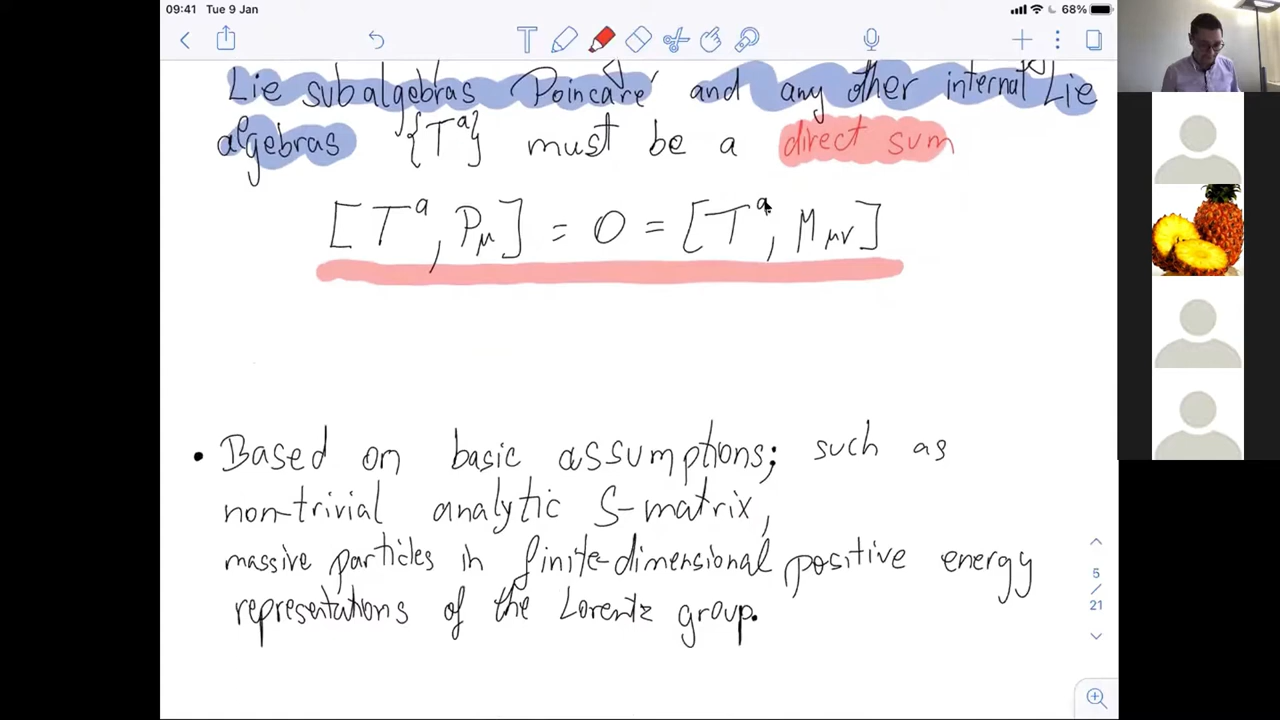 09:41 Tue 9 Jan 68%
Lie subalgebras Poincare and any other internal Lie
algebras {T^a} must be a direct sum
[T^a, P_μ] = 0 = [T^a, M_μν]
• Based on basic assumptions; such as
non-trivial analytic S-matrix,
massive particles in finite-dimensional positive energy
representations of the Lorentz group.
5
/
21